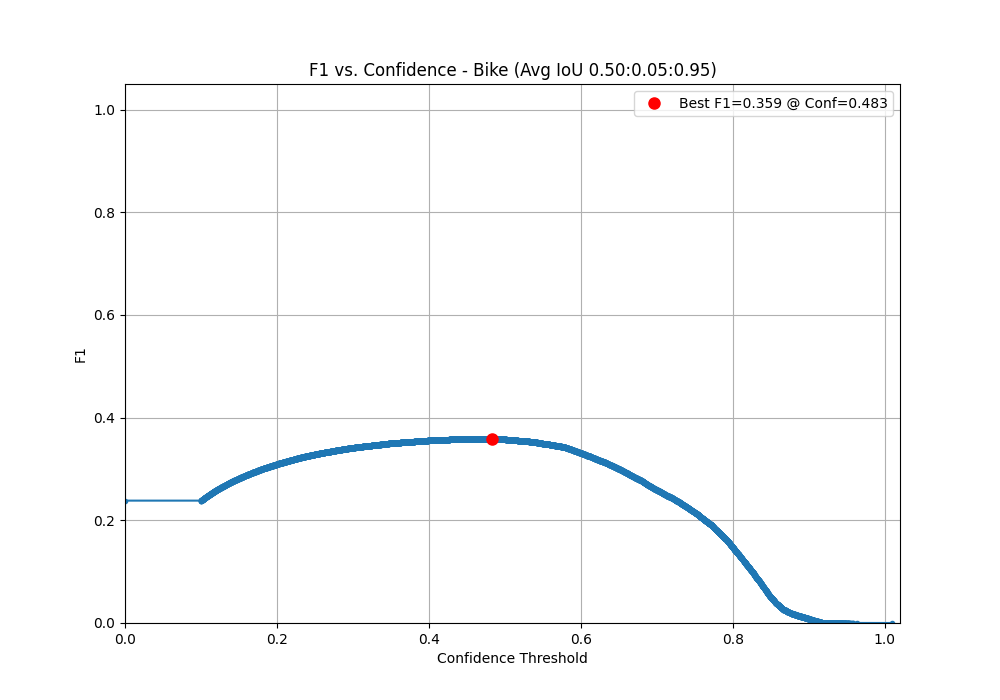 F1 vs. Confidence - Bike (Avg IoU 0.50:0.05:0.95)
Best F1=0.359 @ Conf=0.483
1.0
0.8
0.6
0.4
0.2
0.0
F1
0.0 0.2 0.4 0.6 0.8 1.0
Confidence Threshold